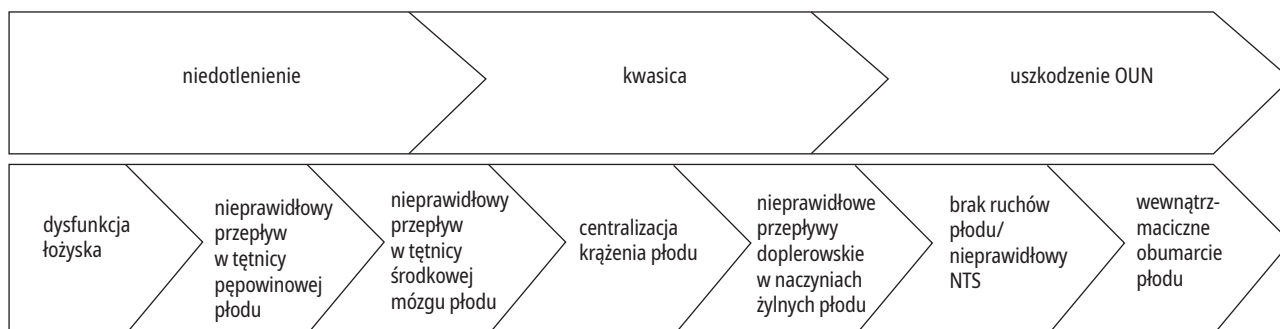 niedotlenienie
kwasica
uszkodzenie OUN
dysfunkcja
łożyska
nieprawidłowy
przepływ
w tętnicy
pępowinowej
płodu
nieprawidłowy
przepływ
w tętnicy
środkowej
mózgu płodu
centralizacja
krążenia płodu
nieprawidłowe
przepływy
doplerowskie
w naczyniach
żylnych płodu
brak ruchów
płodu/
nieprawidłowy
NTS
wewnątrz-
maciczne
obumarcie
płodu